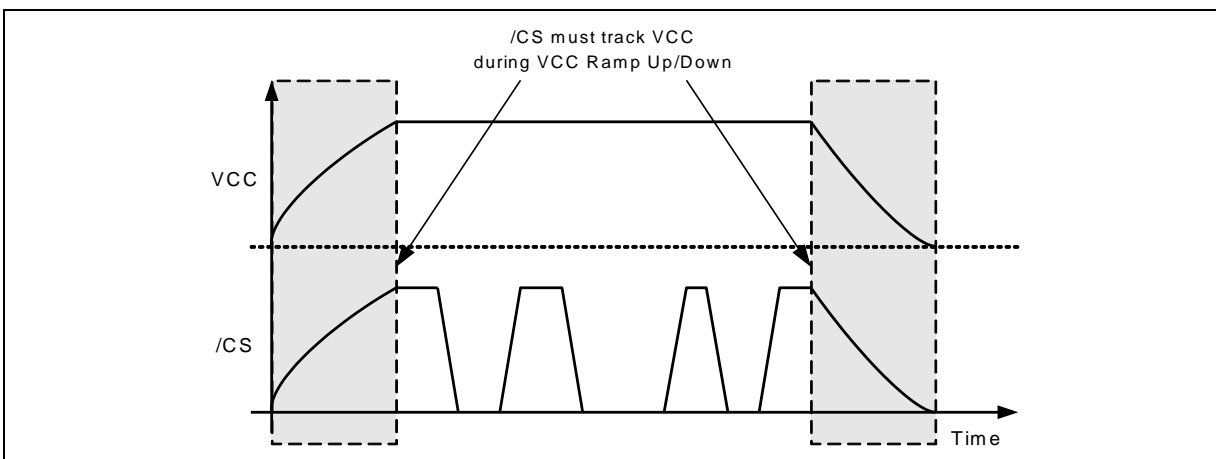 /CS must track VCC
during VCC Ramp Up/Down
VCC
/CS
Time